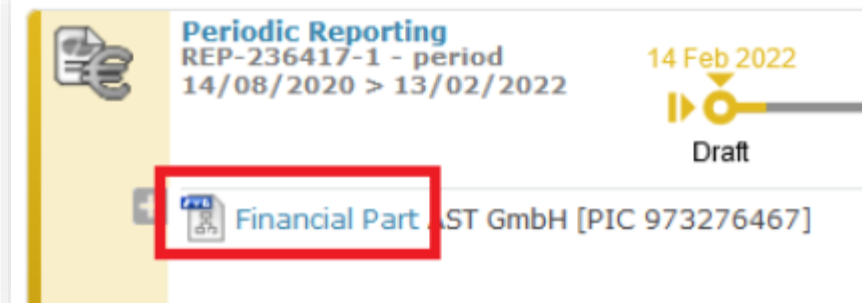 Periodic Reporting
REP-236417-1 - period
14/08/2020 > 13/02/2022
14 Feb 2022
Draft
Financial Part AST GmbH [PIC 973276467]